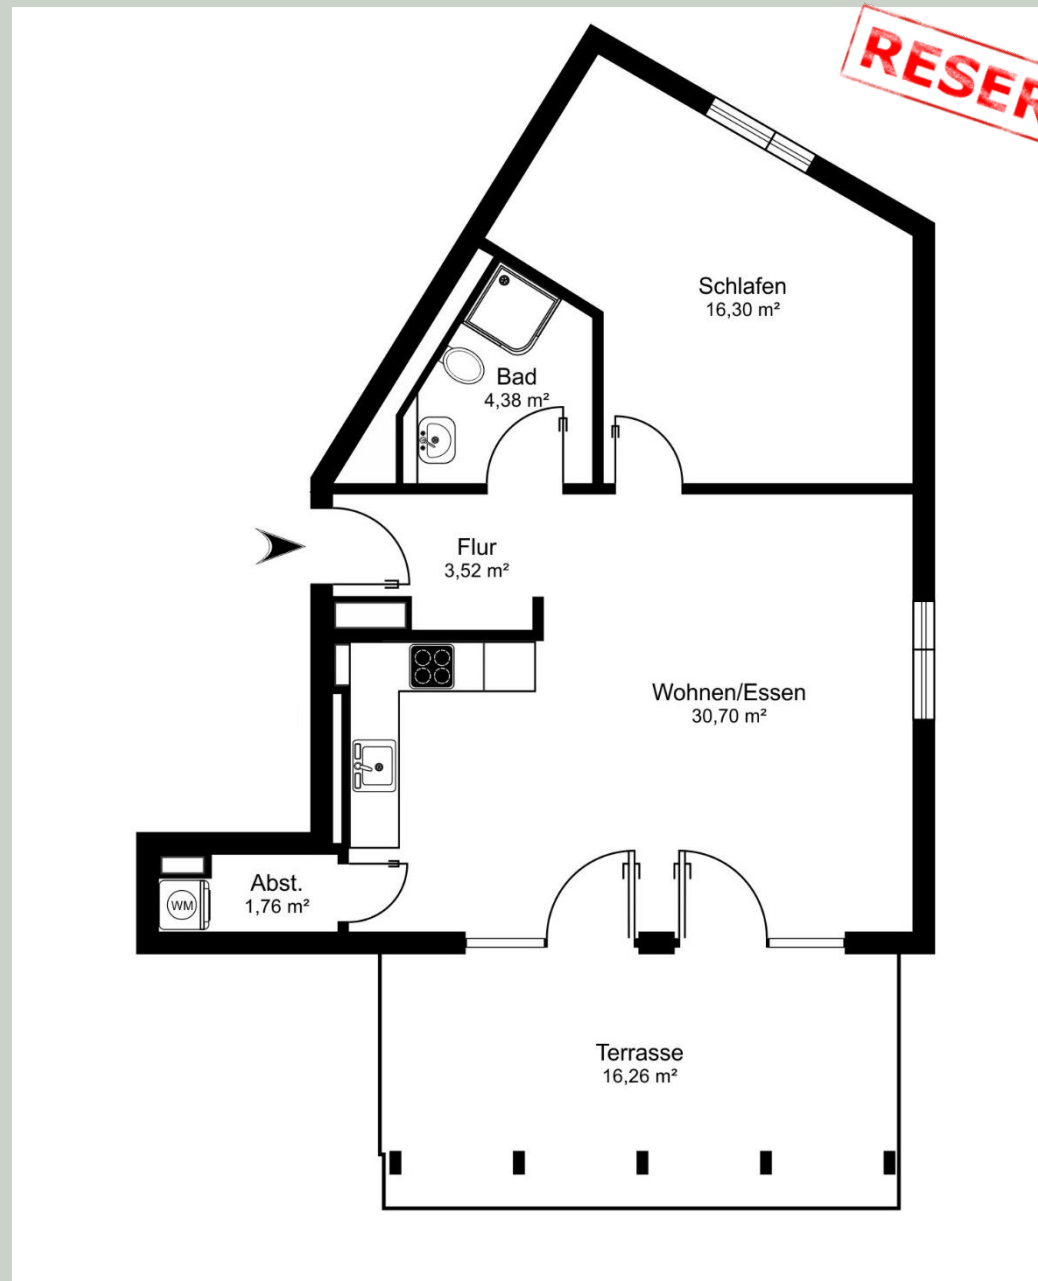 RESER
Schlafen
16,30 m²
Bad
4,38 m²
Flur
3,52 m²
Wohnen/Essen
30,70 m²
Abst.
1,76 m²
WM
Terrasse
16,26 m²